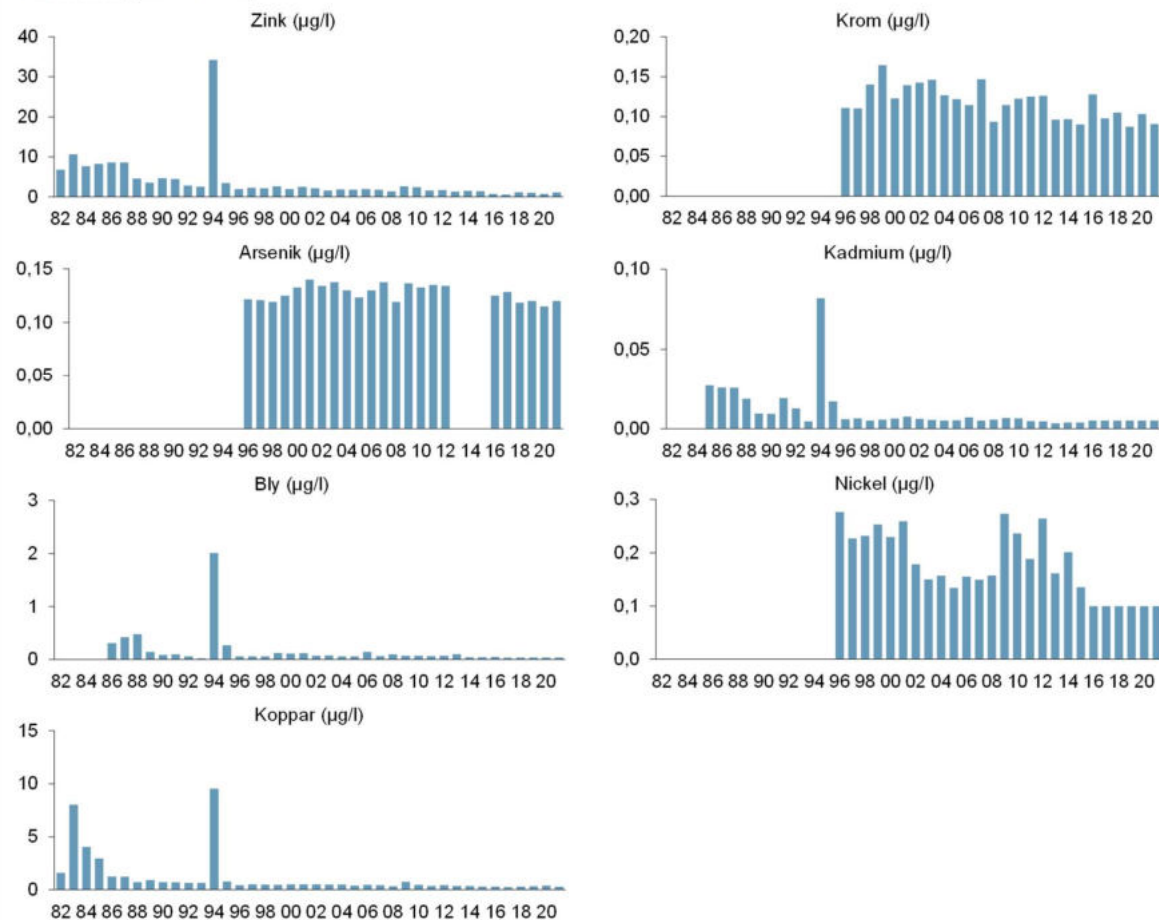 Zink (µg/l)
40
30
20
10
0
82 84 86 88 90 92 94 96 98 00 02 04 06 08 10 12 14 16 18 20
Krom (µg/l)
0,20
0,15
0,10
0,05
0,00
82 84 86 88 90 92 94 96 98 00 02 04 06 08 10 12 14 16 18 20
Arsenik (µg/l)
0,15
0,10
0,05
0,00
82 84 86 88 90 92 94 96 98 00 02 04 06 08 10 12 14 16 18 20
Kadmium (µg/l)
0,10
0,05
0,00
82 84 86 88 90 92 94 96 98 00 02 04 06 08 10 12 14 16 18 20
Bly (µg/l)
3
2
1
0
82 84 86 88 90 92 94 96 98 00 02 04 06 08 10 12 14 16 18 20
Nickel (µg/l)
0,3
0,2
0,1
0,0
82 84 86 88 90 92 94 96 98 00 02 04 06 08 10 12 14 16 18 20
Koppar (µg/l)
15
10
5
0
82 84 86 88 90 92 94 96 98 00 02 04 06 08 10 12 14 16 18 20